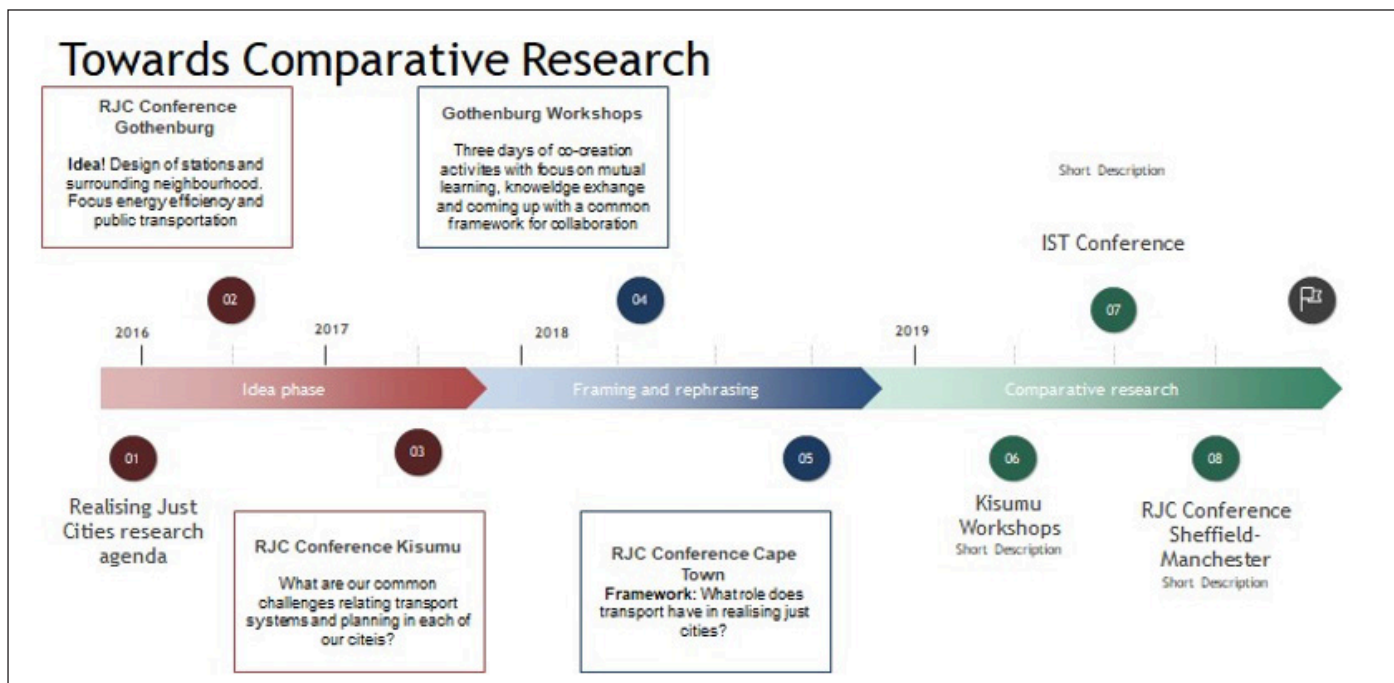 Towards Comparative Research
RJC Conference
Gothenburg
Idea! Design of stations and
surrounding neighbourhood.
Focus energy efficiency and
public transportation
Gothenburg Workshops
Three days of co-creation
activites with focus on mutual
learning, knoweldge exhange
and coming up with a common
framework for collaboration
Short Description
IST Conference
02
04
07
2016
2017
2018
2019
Idea phase
Framing and rephrasing
Comparative research
01
03
05
06
08
Realising Just
Cities research
agenda
RJC Conference Kisumu
What are our common
challenges relating transport
systems and planning in each of
our citeis?
RJC Conference Cape
Town
Framework: What role does
transport have in realising just
cities?
Kisumu
Workshops
Short Description
RJC Conference
Sheffield-
Manchester
Short Description